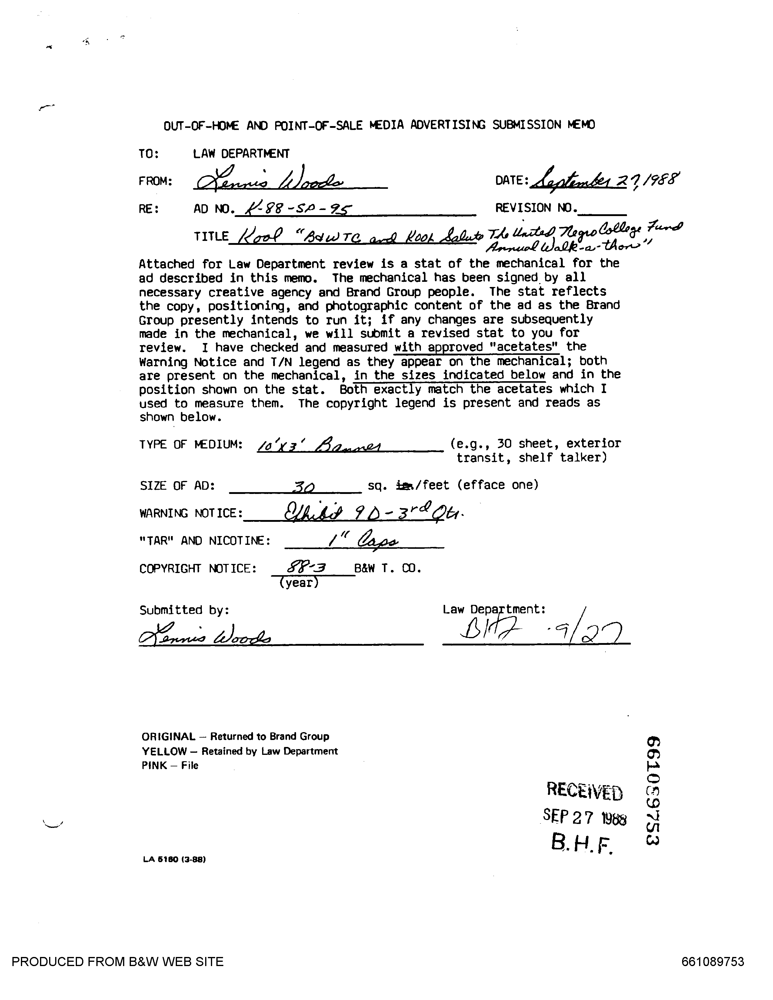 OUT-OF-HOME AND POINT-OF-SALE MEDIA ADVERTISING SUBMISSION MEMO
TO: LAW DEPARTMENT
FROM: Lennis Woods DATE: September 27, 1988
RE: AD NO. K-88-SP-95 REVISION NO.
TITLE Kool "B&WTC and KOOL Salute The United Negro College Fund
Annual Walk-a-thon"
Attached for Law Department review is a stat of the mechanical for the
ad described in this memo. The mechanical has been signed by all
necessary creative agency and Brand Group people. The stat reflects
the copy, positioning, and photographic content of the ad as the Brand
Group presently intends to run it; if any changes are subsequently
made in the mechanical, we will submit a revised stat to you for
review. I have checked and measured with approved "acetates" the
Warning Notice and T/N legend as they appear on the mechanical; both
are present on the mechanical, in the sizes indicated below and in the
position shown on the stat. Both exactly match the acetates which I
used to measure them. The copyright legend is present and reads as
shown below.
TYPE OF MEDIUM: 10'x3' Banner (e.g., 30 sheet, exterior
transit, shelf talker)
SIZE OF AD: 30 sq. in/feet (efface one)
WARNING NOTICE: Exhibit 9D-3rd Qtr.
"TAR" AND NICOTINE: 1" Caps
COPYRIGHT NOTICE: 88-3 B&W T. CO.
(year)
Submitted by: Law Department:
Lennis Woods 9/27
ORIGINAL – Returned to Brand Group
YELLOW – Retained by Law Department
PINK – File
RECEIVED
SEP 27 1988
B.H.F.
661089753
LA 5160 (3-88)
PRODUCED FROM B&W WEB SITE 661089753